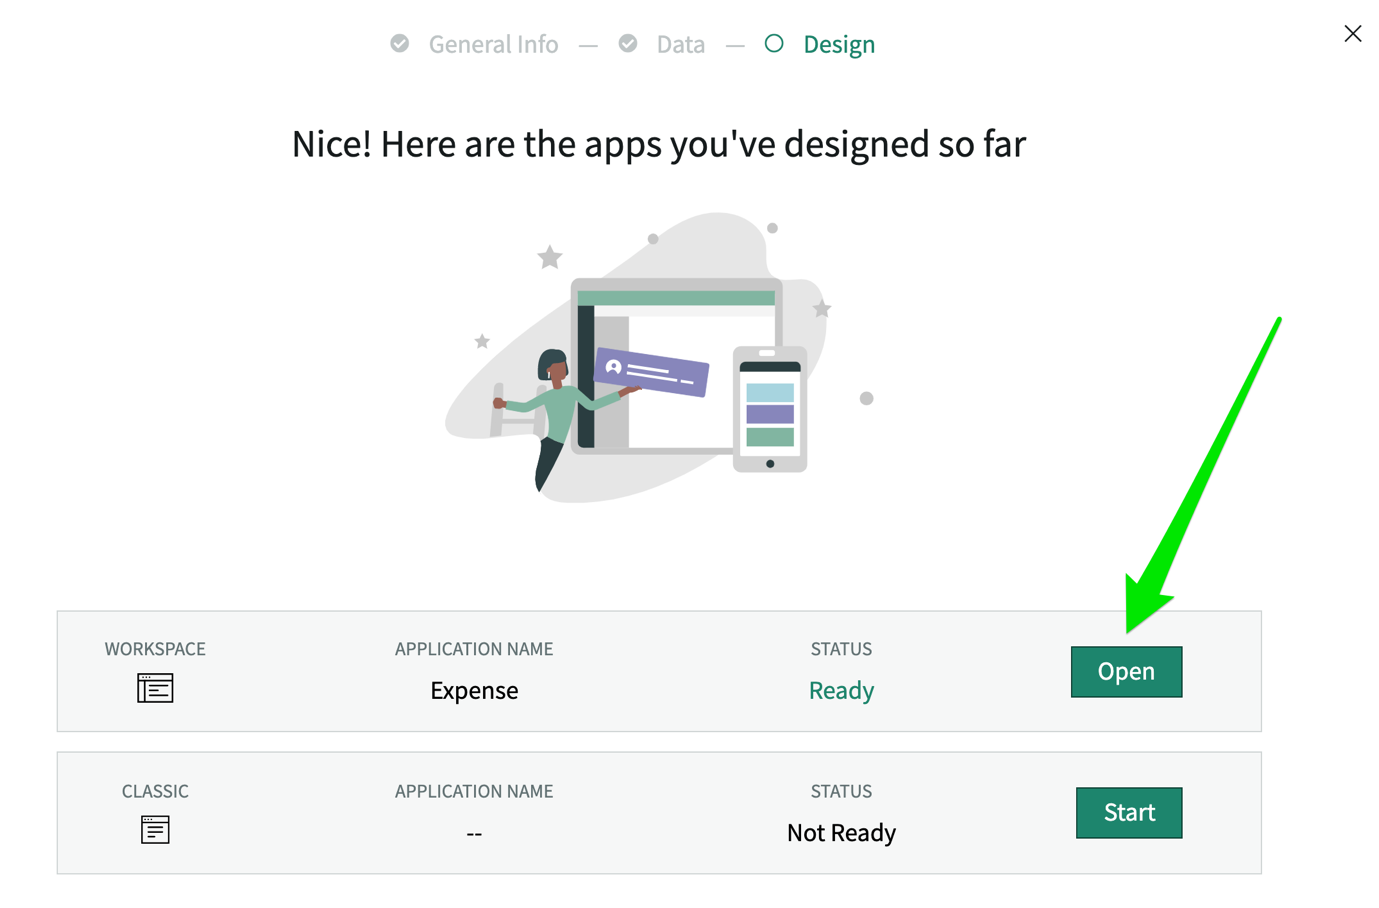 General Info — Data — Design
Nice! Here are the apps you've designed so far
WORKSPACE APPLICATION NAME STATUS
Expense Ready Open
CLASSIC APPLICATION NAME STATUS
-- Not Ready Start